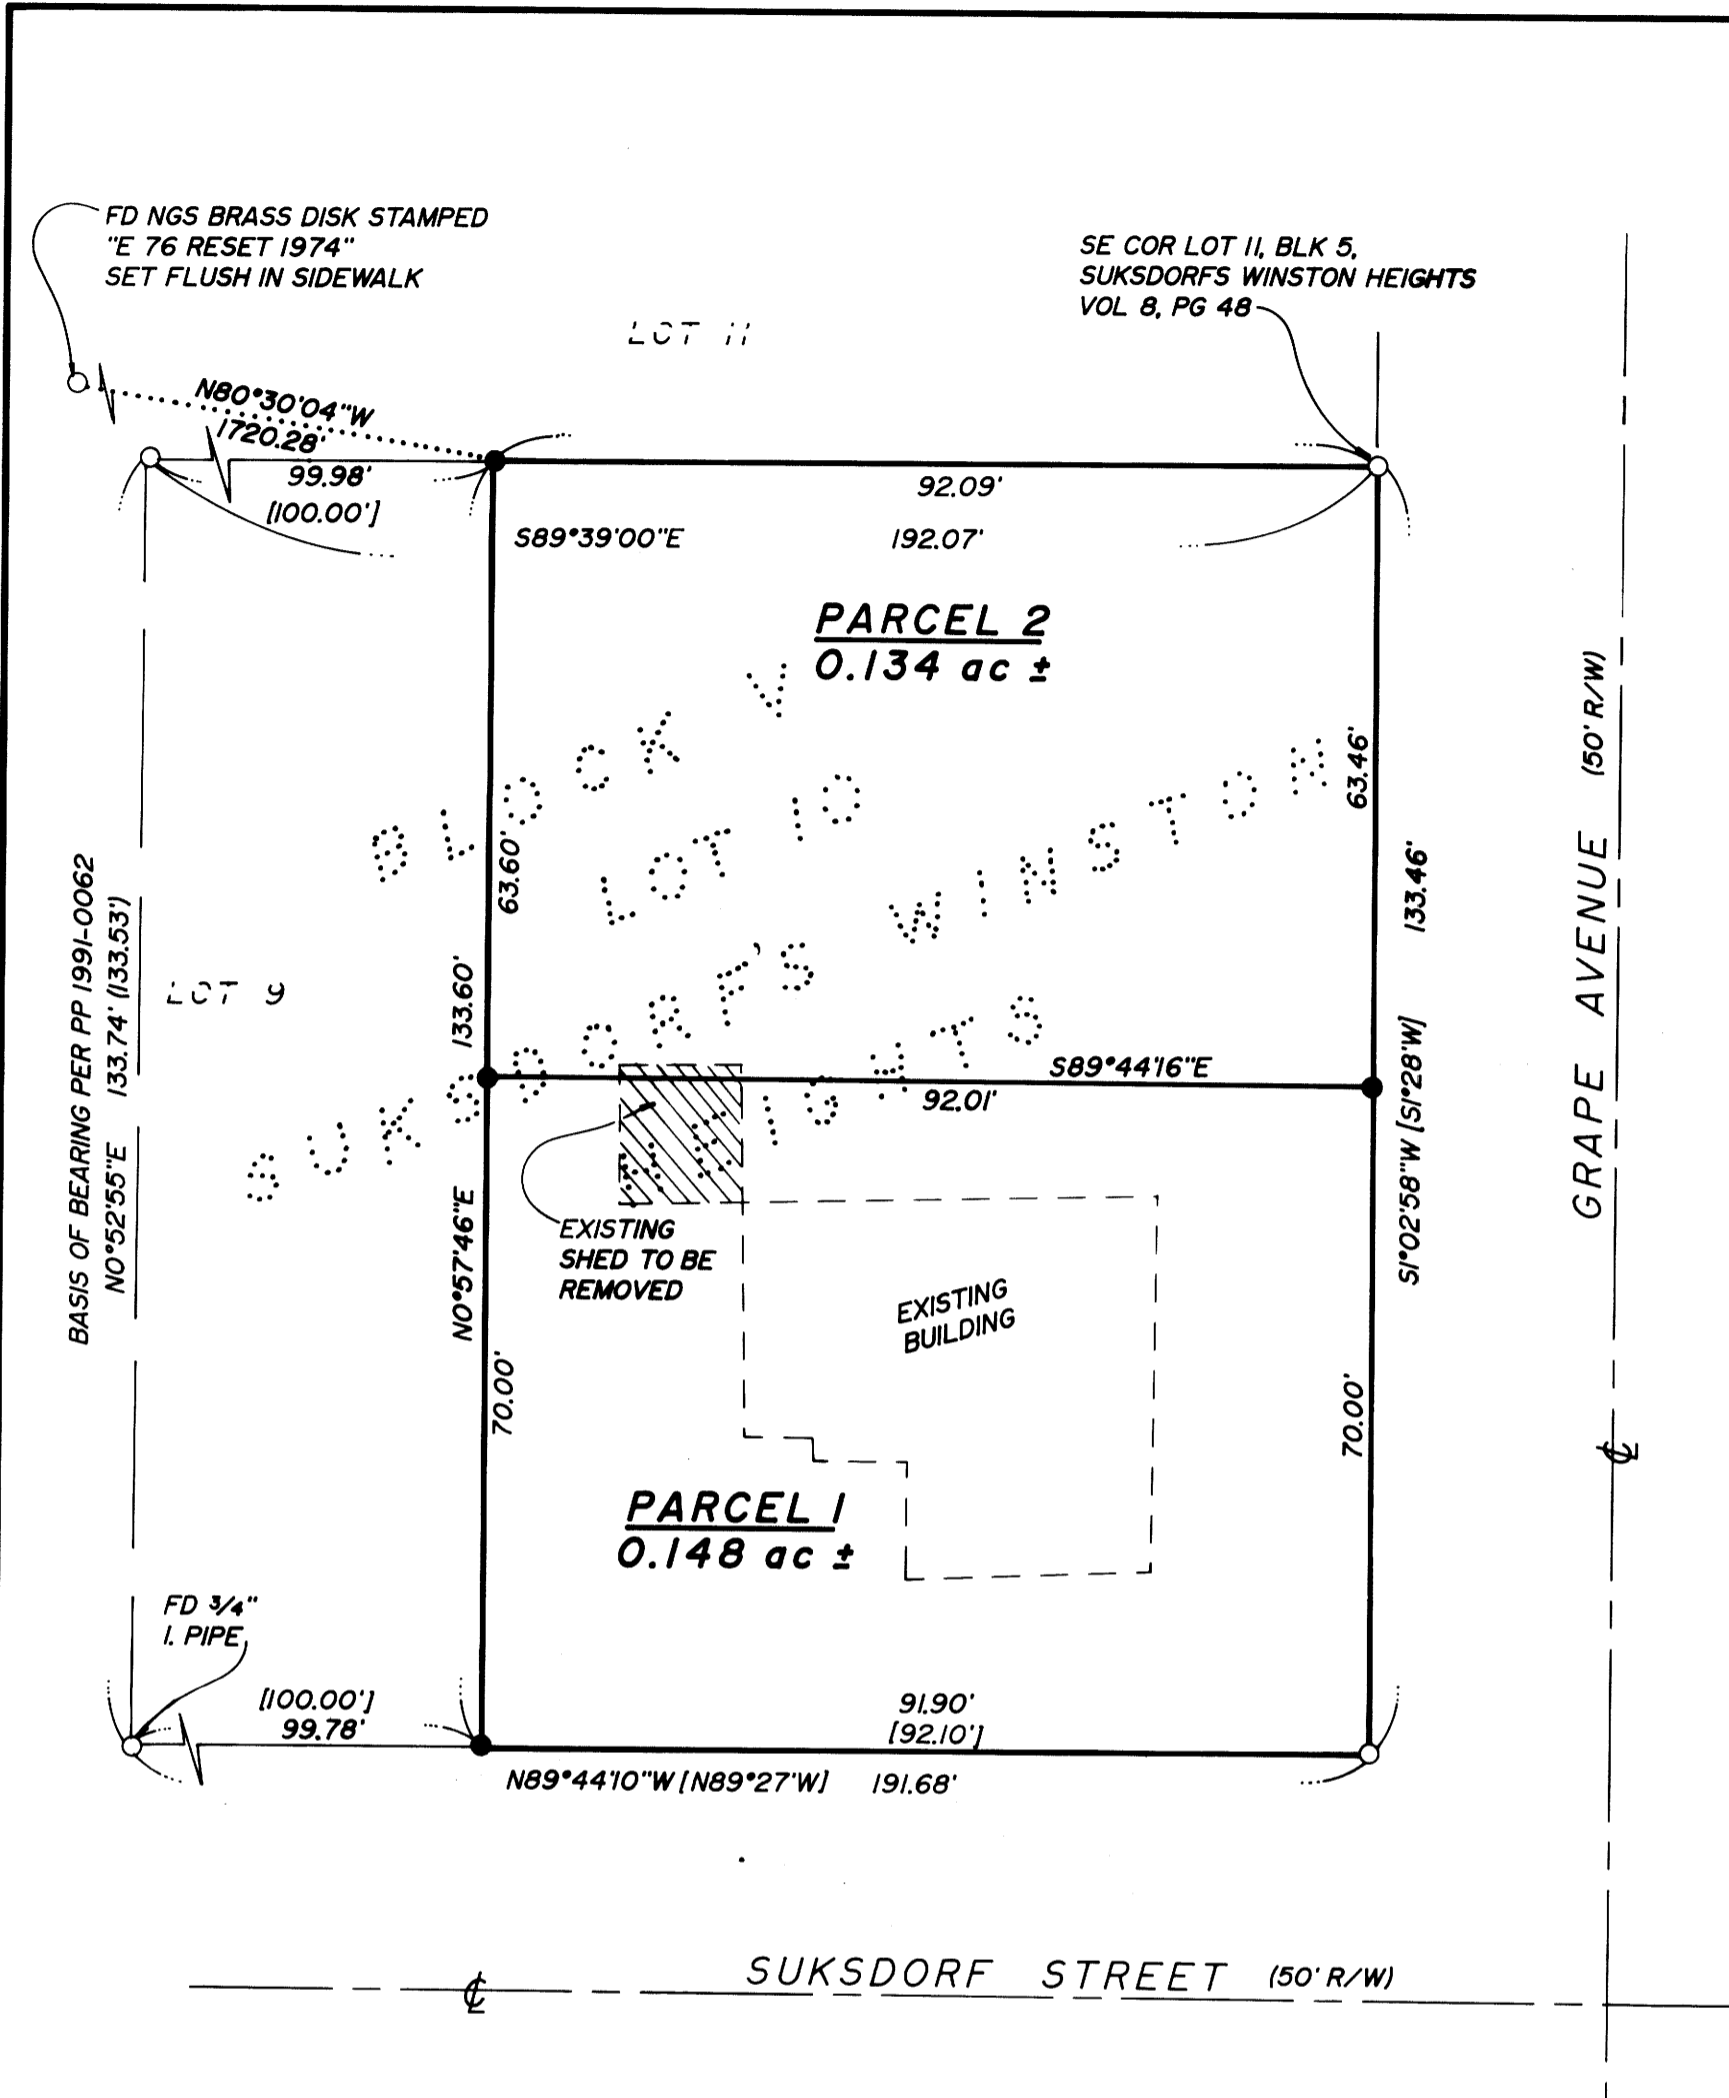 FD NGS BRASS DISK STAMPED
"E 76 RESET 1974"
SET FLUSH IN SIDEWALK
SE COR LOT 11, BLK 5,
SUKSDORFS WINSTON HEIGHTS
VOL 8, PG 48
LOT 11
N80°30'04"W
1720.28'
99.98'
[100.00']
92.09'
S89°39'00"E
192.07'
PARCEL 2
0.134 ac ±
BLOCK V
LOT 10
SUKSDORF'S WINSTON
HEIGHTS
63.60'
63.46'
133.60'
N0°57'46"E
133.46'
S1°02'58"W [S1°28'W]
BASIS OF BEARING PER PP 1991-0062
N0°52'55"E 133.74' (133.53')
LOT 9
GRAPE AVENUE (50' R/W)
S89°44'16"E
92.01'
EXISTING
SHED TO BE
REMOVED
EXISTING
BUILDING
70.00'
70.00'
PARCEL 1
0.148 ac ±
FD 3/4"
I. PIPE
[100.00']
99.78'
91.90'
[92.10']
N89°44'10"W [N89°27'W] 191.68'
SUKSDORF STREET (50' R/W)